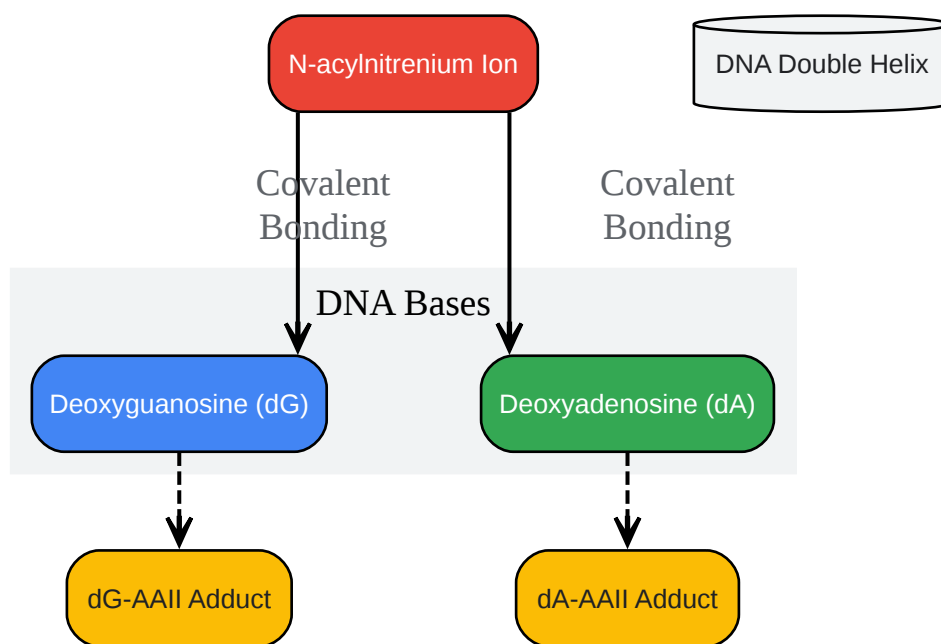 N-acylnitrenium Ion
DNA Double Helix
Covalent
Bonding
Covalent
Bonding
DNA Bases
Deoxyguanosine (dG)
Deoxyadenosine (dA)
dG-AAII Adduct
dA-AAII Adduct